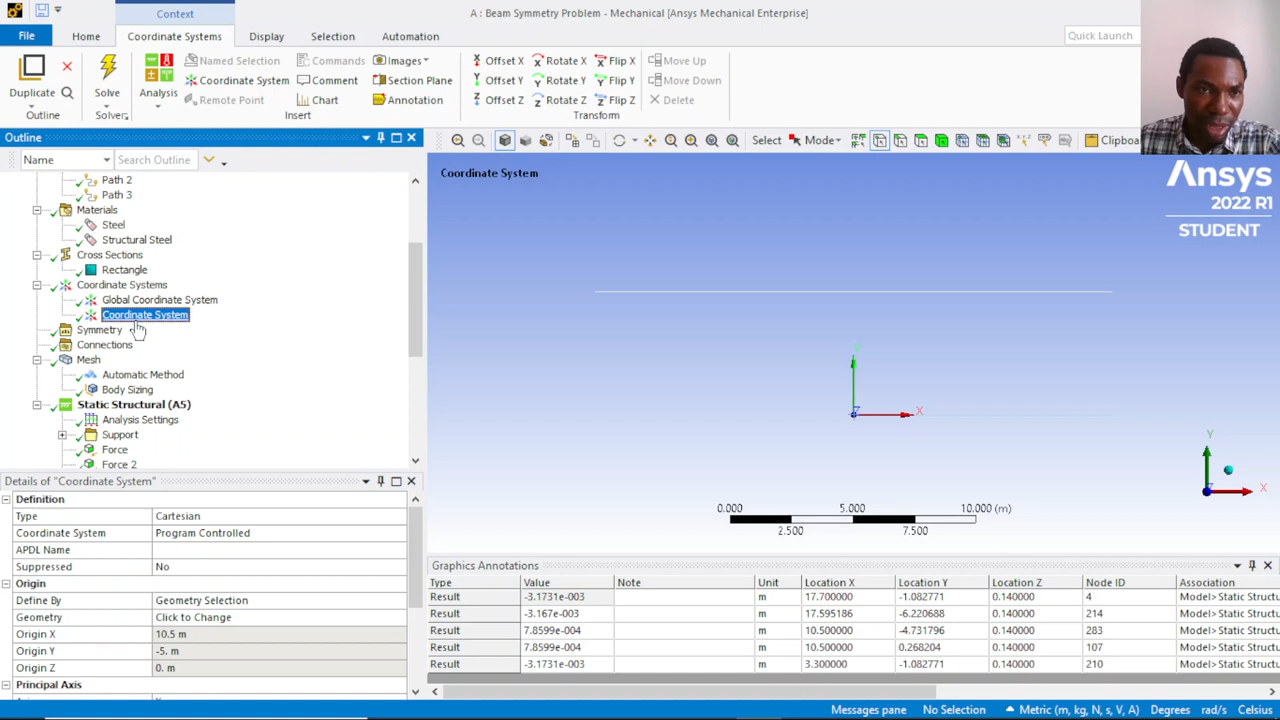 Context
A : Beam Symmetry Problem - Mechanical [Ansys Mechanical Enterprise]
File Home Coordinate Systems Display Selection Automation Quick Launch
Duplicate Solve Analysis
Named Selection Commands Images
Coordinate System Comment Section Plane
Remote Point Chart Annotation
Offset X Rotate X Flip X Move Up
Offset Y Rotate Y Flip Y Move Down
Offset Z Rotate Z Flip Z Delete
Outline Solver Insert Transform
Outline
Select Mode Clipboa
Name Search Outline
Path 2
Path 3
Materials
Steel
Structural Steel
Cross Sections
Rectangle
Coordinate Systems
Global Coordinate System
Coordinate System
Symmetry
Connections
Mesh
Automatic Method
Body Sizing
Static Structural (A5)
Analysis Settings
Support
Force
Force 2
Coordinate System
Ansys
2022 R1
STUDENT
Y
X
Z
Y
X
Z
0.000 5.000 10.000 (m)
2.500 7.500
Details of "Coordinate System"
Definition
Type Cartesian
Coordinate System Program Controlled
APDL Name
Suppressed No
Origin
Define By Geometry Selection
Geometry Click to Change
Origin X 10.5 m
Origin Y -5. m
Origin Z 0. m
Principal Axis
Graphics Annotations
Type Value Note Unit Location X Location Y Location Z Node ID Association
Result -3.1731e-003 m 17.700000 -1.082771 0.140000 4 Model>Static Structu
Result -3.167e-003 m 17.595186 -6.220688 0.140000 214 Model>Static Structu
Result 7.8599e-004 m 10.500000 -4.731796 0.140000 283 Model>Static Structu
Result 7.8599e-004 m 10.500000 0.268204 0.140000 107 Model>Static Structu
Result -3.1731e-003 m 3.300000 -1.082771 0.140000 210 Model>Static Structu
Messages pane No Selection Metric (m, kg, N, s, V, A) Degrees rad/s Celsius